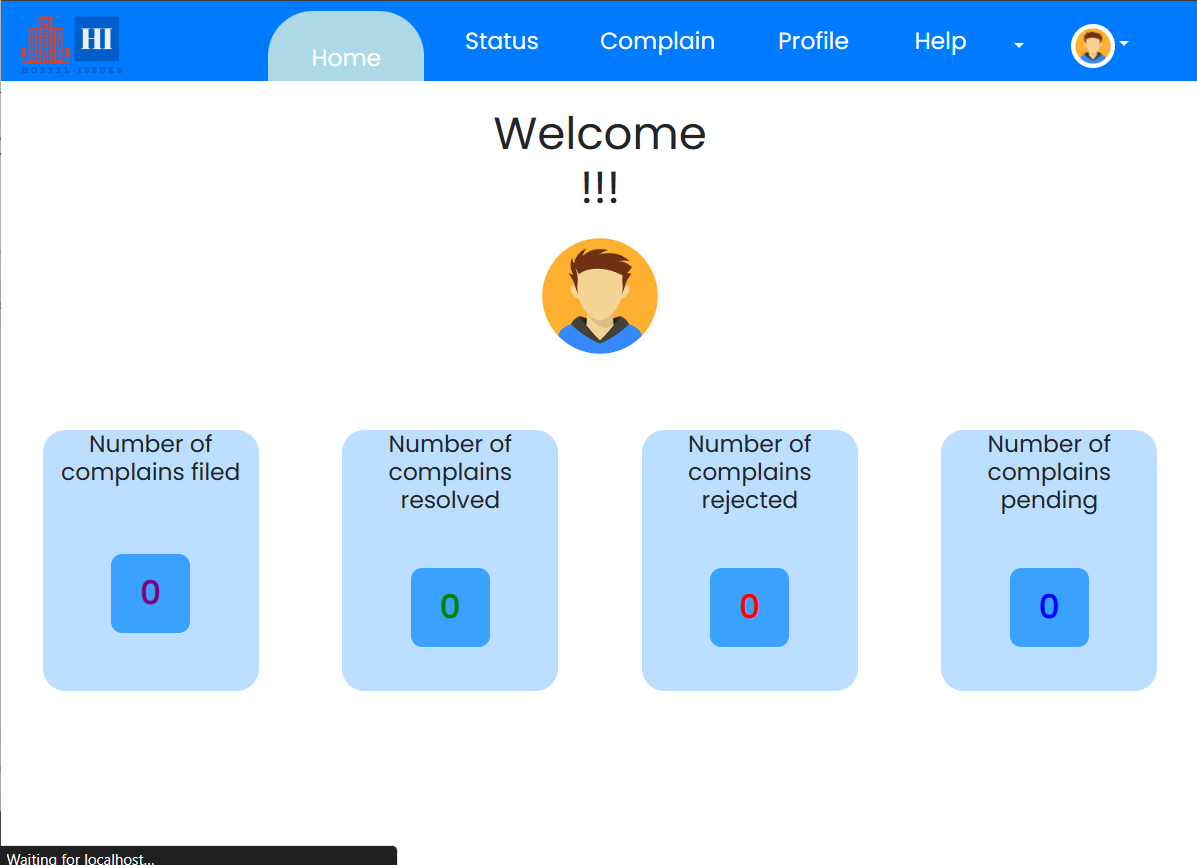 HI
HOSTEL ISSUES
Home
Status
Complain
Profile
Help
Welcome
!!!
Number of
complains filed
0
Number of
complains
resolved
0
Number of
complains
rejected
0
Number of
complains
pending
0
Waiting for localhost...